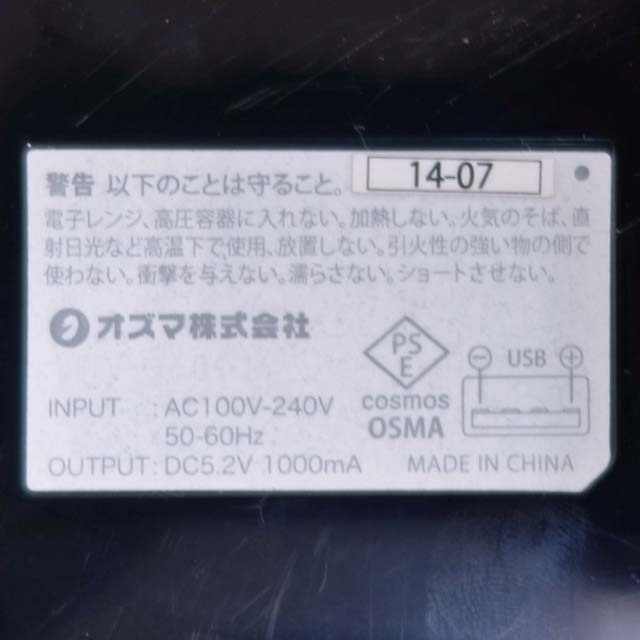 警告 以下のことは守ること。
14-07
電子レンジ、高圧容器に入れない。加熱しない。火気のそば、直
射日光など高温下で使用、放置しない。引火性の強い物の側で
使わない。衝撃を与えない。濡らさない。ショートさせない。
オズマ株式会社
PS
E
cosmos
OSMA
USB
INPUT : AC100V-240V
50-60Hz
OUTPUT: DC5.2V 1000mA
MADE IN CHINA